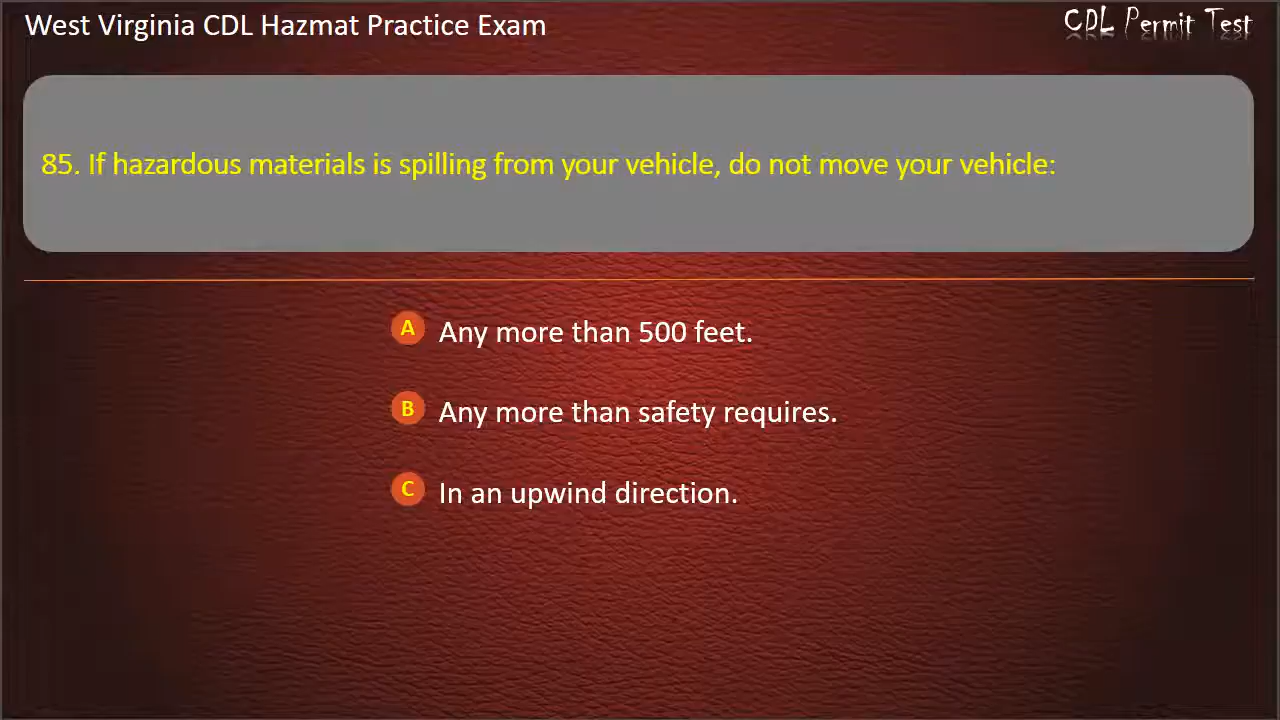 West Virginia CDL Hazmat Practice Exam
CDL Permit Test
85. If hazardous materials is spilling from your vehicle, do not move your vehicle:
A Any more than 500 feet.
B Any more than safety requires.
C In an upwind direction.